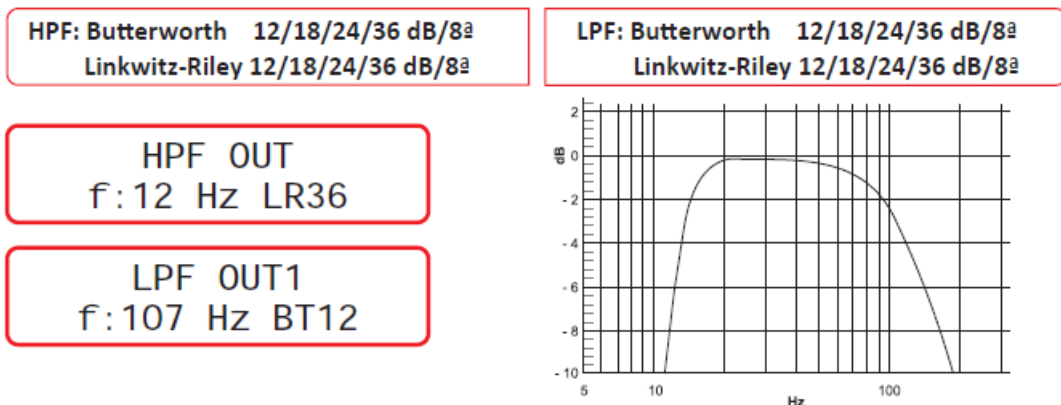 HPF: Butterworth 12/18/24/36 dB/8ª
Linkwitz-Riley 12/18/24/36 dB/8ª
LPF: Butterworth 12/18/24/36 dB/8ª
Linkwitz-Riley 12/18/24/36 dB/8ª
HPF OUT
f:12 Hz LR36
LPF OUT1
f:107 Hz BT12
dB
2
0
- 2
- 4
- 6
- 8
- 10
5 10 100
Hz